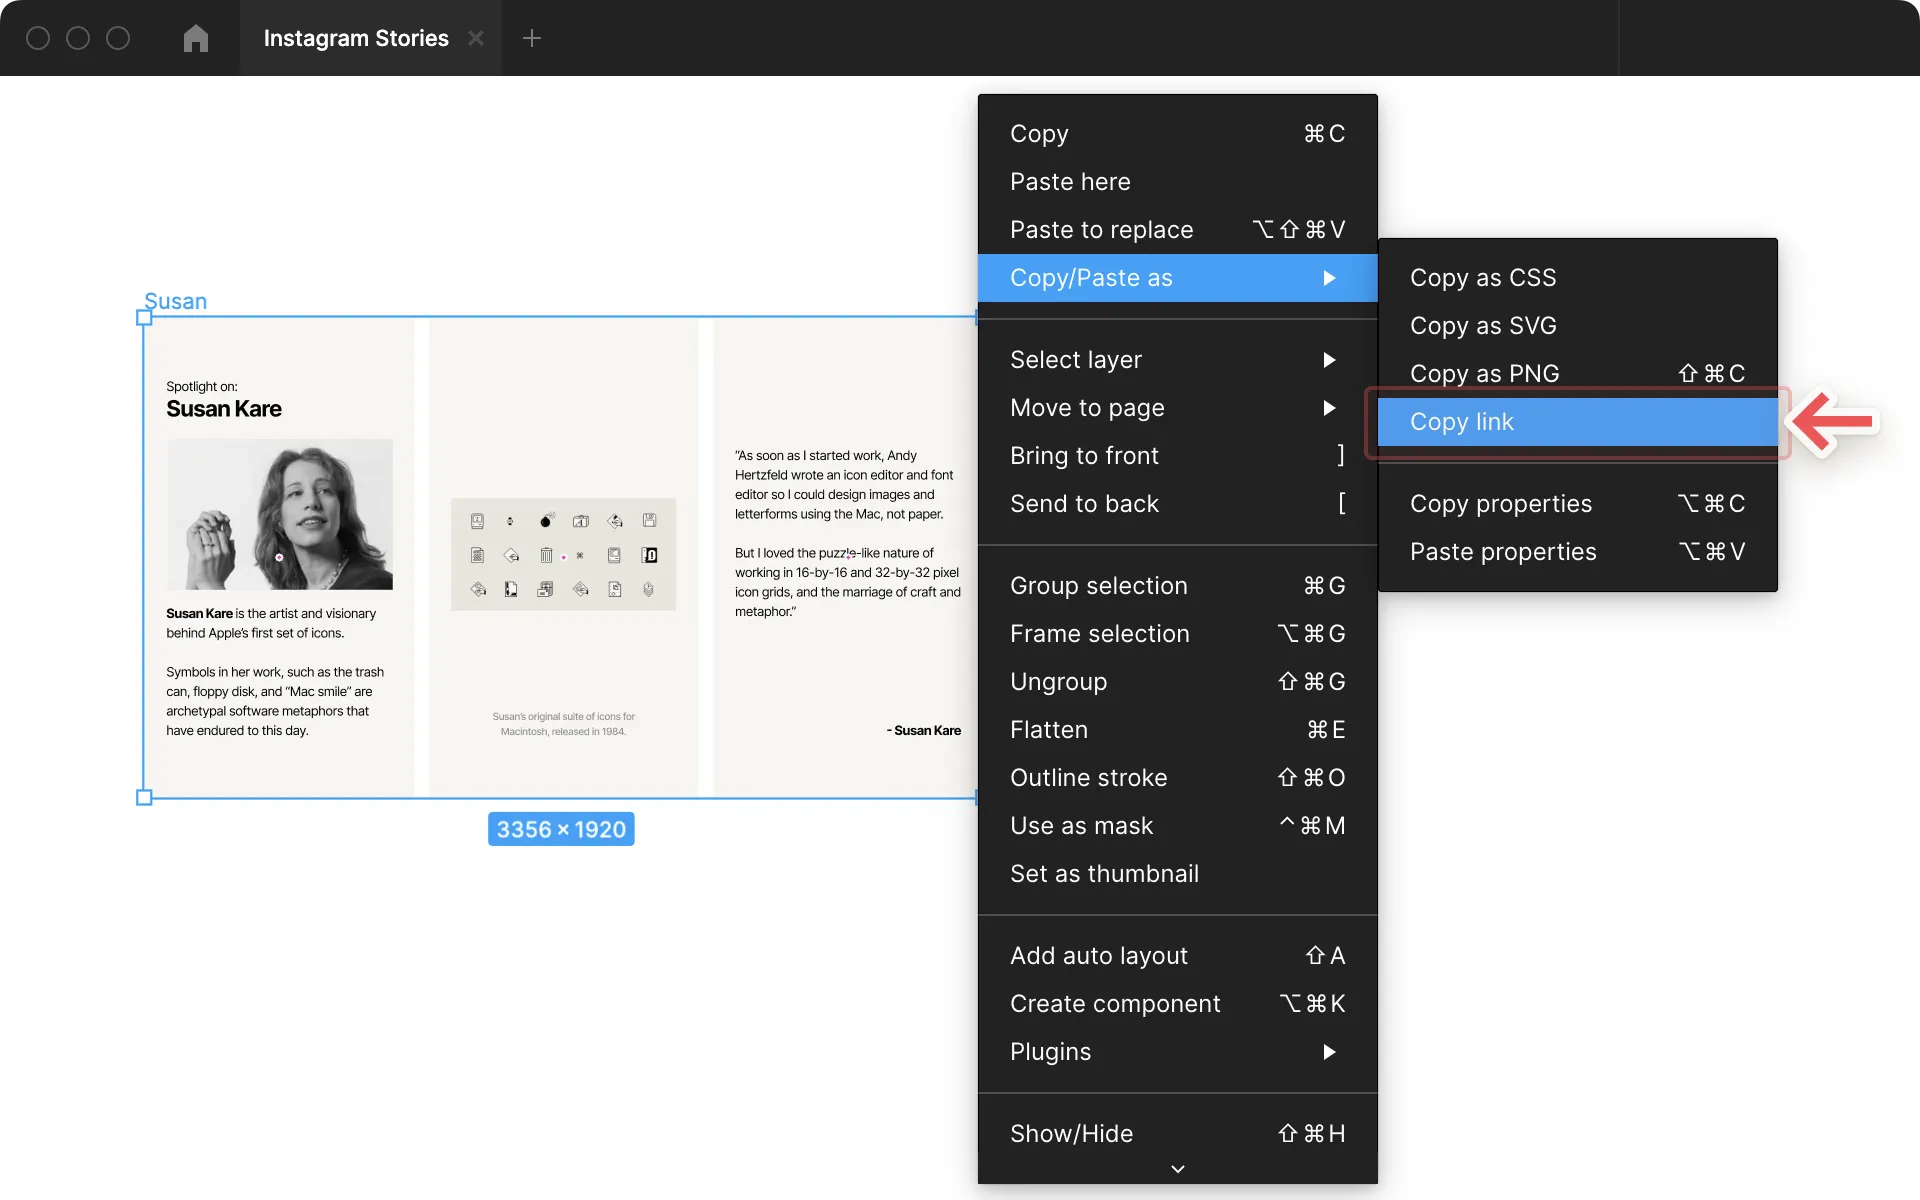 Instagram Stories
Susan
Spotlight on:
Susan Kare
Susan Kare is the artist and visionary
behind Apple’s first set of icons.
Symbols in her work, such as the trash
can, floppy disk, and “Mac smile” are
archetypal software metaphors that
have endured to this day.
Susan’s original suite of icons for
Macintosh, released in 1984.
“As soon as I started work, Andy
Hertzfeld wrote an icon editor and font
editor so I could design images and
letterforms using the Mac, not paper.
But I loved the puzzle-like nature of
working in 16-by-16 and 32-by-32 pixel
icon grids, and the marriage of craft and
metaphor.”
- Susan Kare
3356 × 1920
Copy ⌘C
Paste here
Paste to replace ⌥⇧⌘V
Copy/Paste as
Select layer
Move to page
Bring to front ]
Send to back [
Group selection ⌘G
Frame selection ⌥⌘G
Ungroup ⇧⌘G
Flatten ⌘E
Outline stroke ⇧⌘O
Use as mask ^⌘M
Set as thumbnail
Add auto layout ⇧A
Create component ⌥⌘K
Plugins
Show/Hide ⇧⌘H
Copy as CSS
Copy as SVG
Copy as PNG ⇧⌘C
Copy link
Copy properties ⌥⌘C
Paste properties ⌥⌘V